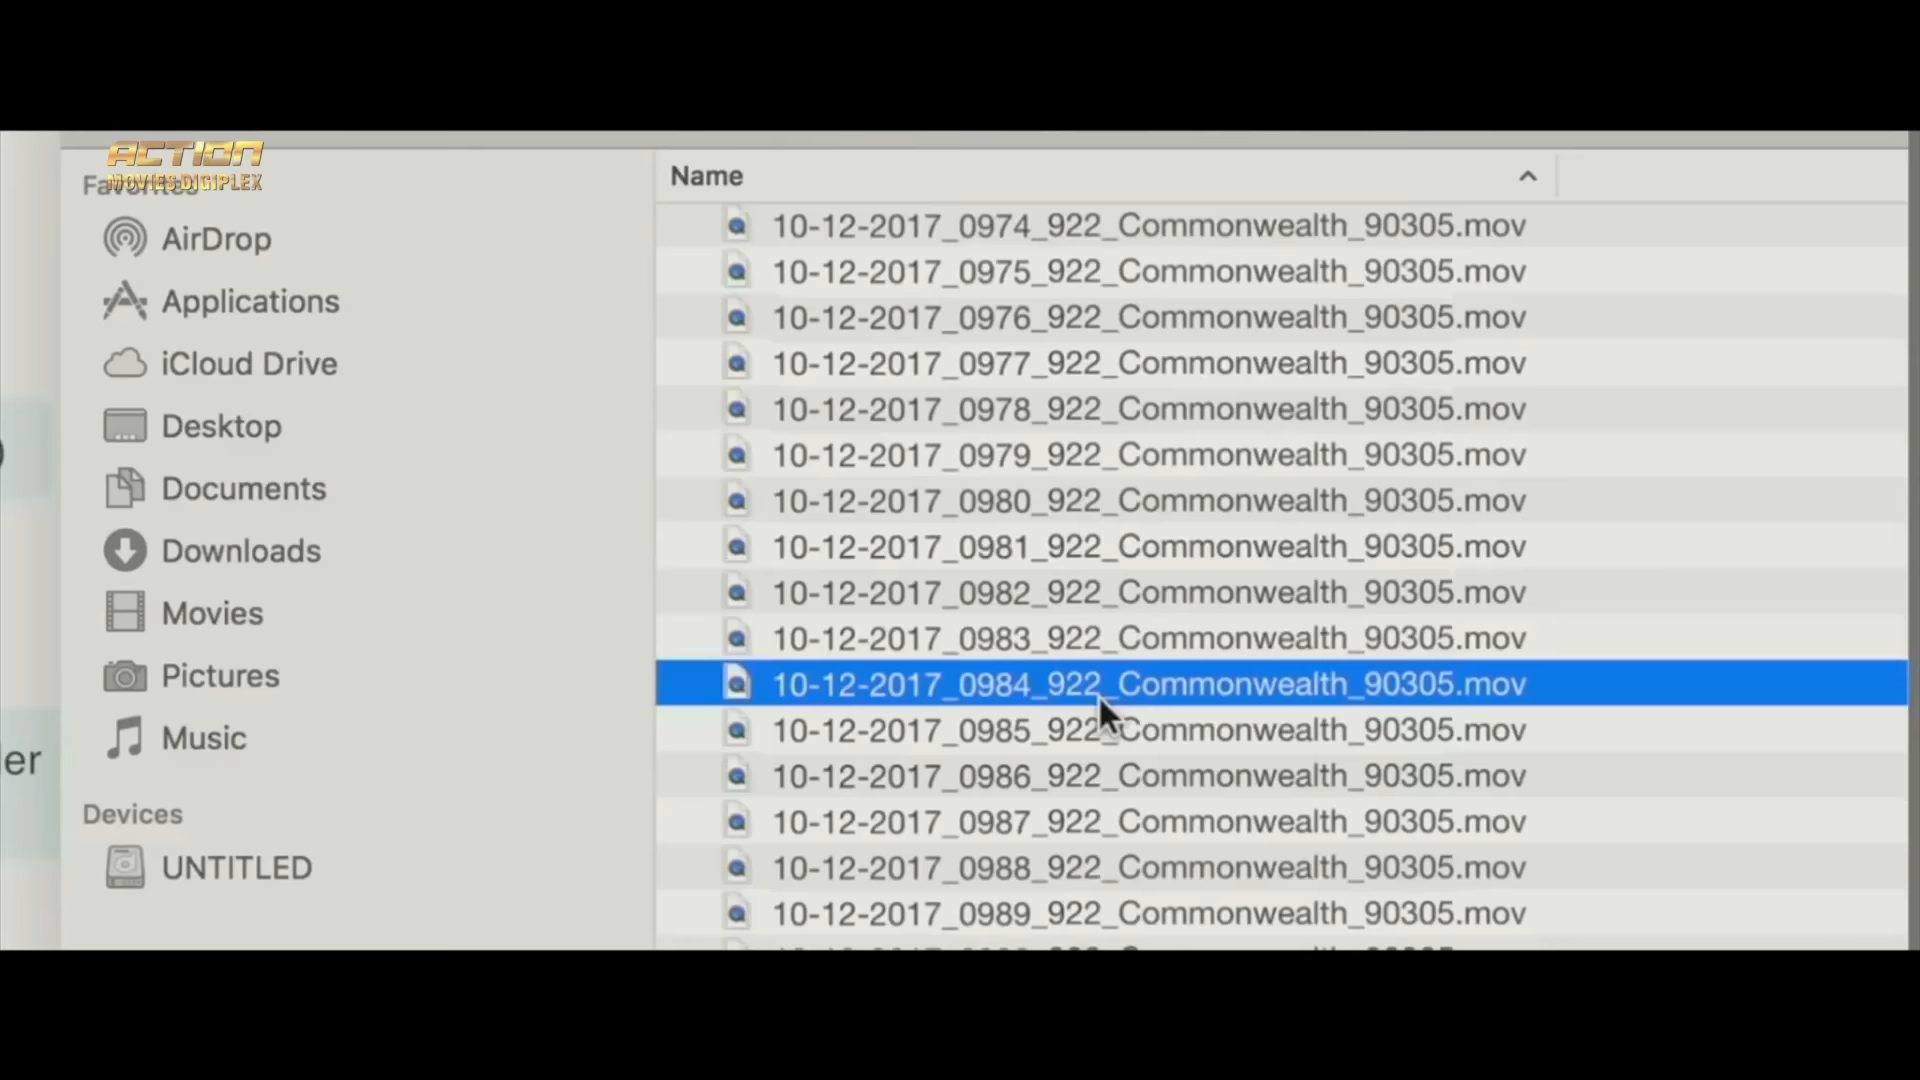 ACTION
MOVIES DIGIPLEX
Favorites
AirDrop
Applications
iCloud Drive
Desktop
Documents
Downloads
Movies
Pictures
Music
Devices
UNTITLED
ler
Name
10-12-2017_0974_922_Commonwealth_90305.mov
10-12-2017_0975_922_Commonwealth_90305.mov
10-12-2017_0976_922_Commonwealth_90305.mov
10-12-2017_0977_922_Commonwealth_90305.mov
10-12-2017_0978_922_Commonwealth_90305.mov
10-12-2017_0979_922_Commonwealth_90305.mov
10-12-2017_0980_922_Commonwealth_90305.mov
10-12-2017_0981_922_Commonwealth_90305.mov
10-12-2017_0982_922_Commonwealth_90305.mov
10-12-2017_0983_922_Commonwealth_90305.mov
10-12-2017_0984_922_Commonwealth_90305.mov
10-12-2017_0985_922_Commonwealth_90305.mov
10-12-2017_0986_922_Commonwealth_90305.mov
10-12-2017_0987_922_Commonwealth_90305.mov
10-12-2017_0988_922_Commonwealth_90305.mov
10-12-2017_0989_922_Commonwealth_90305.mov